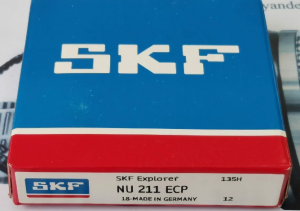 SKF
SKF Explorer 135H
SKF NU 211 ECP
18-MADE IN GERMANY 12